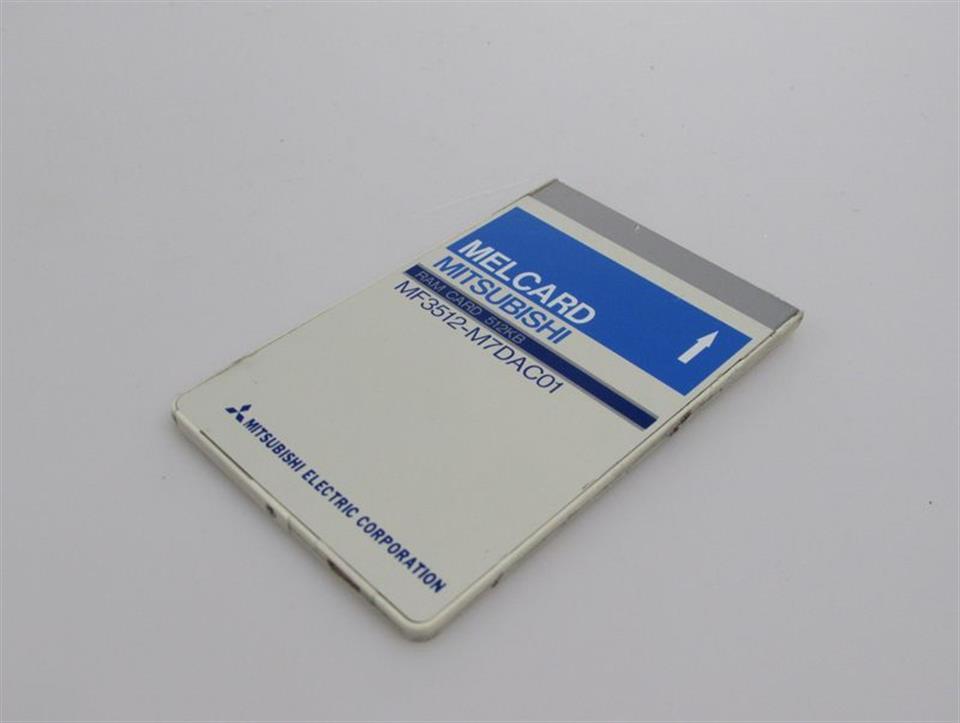 MELCARD
MITSUBISHI
RAM CARD 512KB
MF3512-M7DAC01
MITSUBISHI ELECTRIC CORPORATION